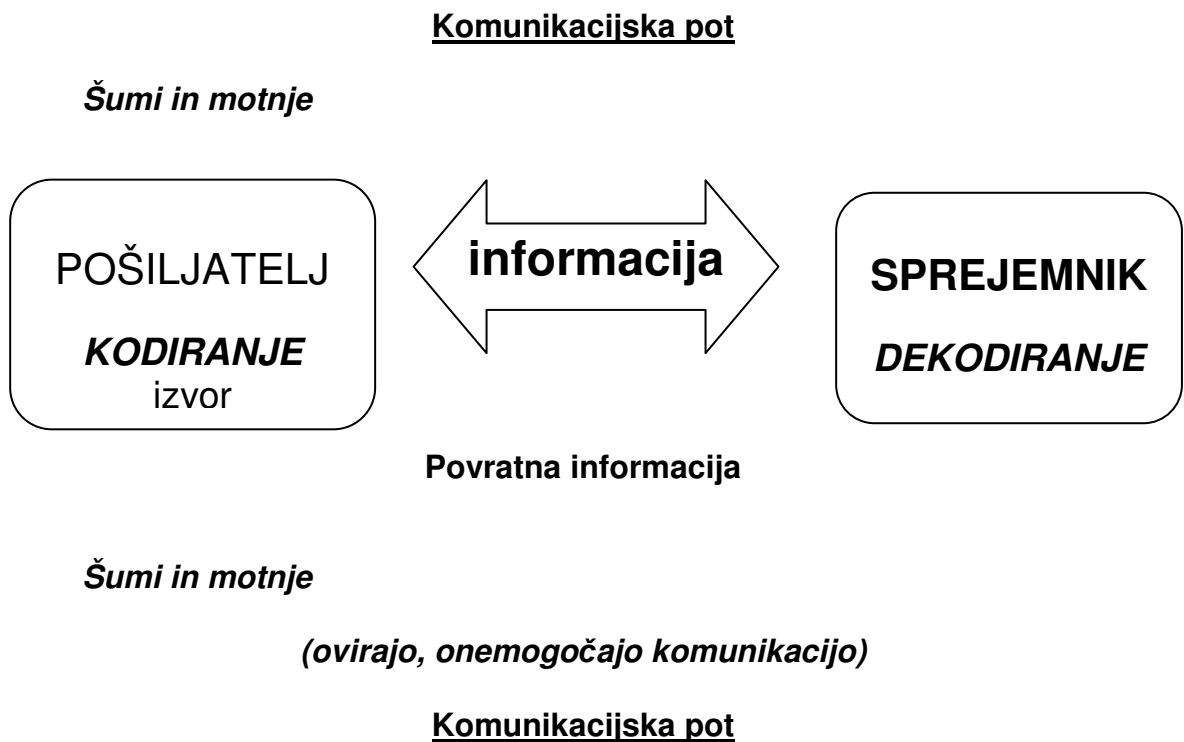 Komunikacijska pot
Šumi in motnje
POŠILJATELJ
KODIRANJE
izvor
informacija
SPREJEMNIK
DEKODIRANJE
Povratna informacija
Šumi in motnje
(ovirajo, onemogočajo komunikacijo)
Komunikacijska pot